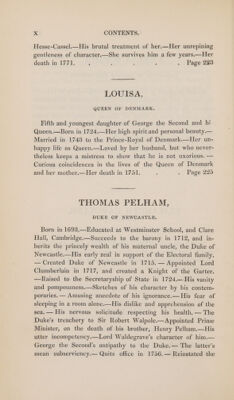 X CONTENTS.
Hesse-Cassel.—His brutal treatment of her.—Her unrepining
gentleness of character.—She survives him a few years.—Her
death in 1771. . . . . . Page 223
LOUISA,
QUEEN OF DENMARK.
Fifth and youngest daughter of George the Second and his
Queen.—Born in 1724.—Her high spirit and personal beauty.—
Married in 1743 to the Prince-Royal of Denmark.—Her un-
happy life as Queen.—Loved by her husband, but who never-
theless keeps a mistress to show that he is not uxorious.—
Curious coincidences in the lives of the Queen of Denmark
and her mother.—Her death in 1751. . . Page 225
THOMAS PELHAM,
DUKE OF NEWCASTLE.
Born in 1693.—Educated at Westminster School, and Clare
Hall, Cambridge.—Succeeds to the barony in 1712, and in-
herits the princely wealth of his maternal uncle, the Duke of
Newcastle.—His early zeal in support of the Electoral family.
—Created Duke of Newcastle in 1715.—Appointed Lord
Chamberlain in 1717, and created a Knight of the Garter.
—Raised to the Secretaryship of State in 1724.—His vanity
and pompousness.—Sketches of his character by his contem-
poraries.—Amusing anecdote of his ignorance.—His fear of
sleeping in a room alone.—His dislike and apprehension of the
sea.—His nervous solicitude respecting his health.—The
Duke's treachery to Sir Robert Walpole.—Appointed Prime
Minister, on the death of his brother, Henry Pelham.—His
utter incompetency.—Lord Waldegrave's character of him.—
George the Second's antipathy to the Duke.—The latter's
mean subserviency.—Quits office in 1756.—Reinstated the